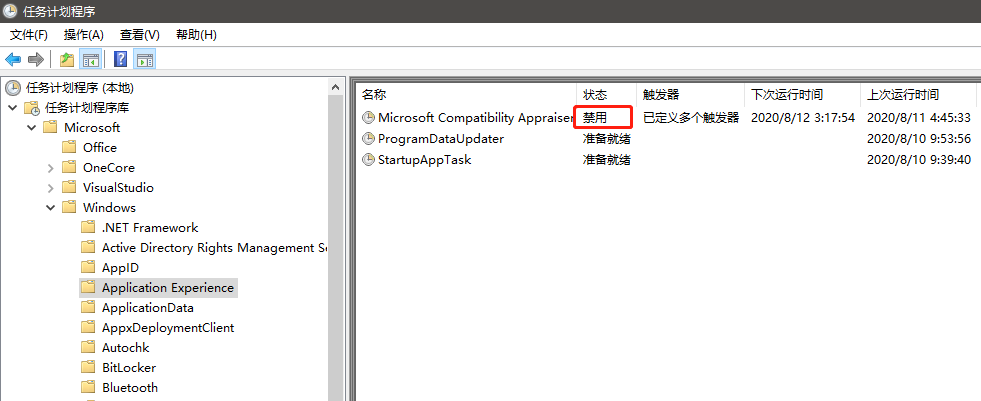 任务计划程序
文件(F) 操作(A) 查看(V) 帮助(H)
任务计划程序 (本地)
任务计划程序库
Microsoft
Office
OneCore
VisualStudio
Windows
.NET Framework
Active Directory Rights Management Se
AppID
Application Experience
ApplicationData
AppxDeploymentClient
Autochk
BitLocker
Bluetooth
名称 状态 触发器 下次运行时间 上次运行时间
Microsoft Compatibility Appraiser 禁用 已定义多个触发器 2020/8/12 3:17:54 2020/8/11 4:45:33
ProgramDataUpdater 准备就绪 2020/8/10 9:53:56
StartupAppTask 准备就绪 2020/8/10 9:39:40